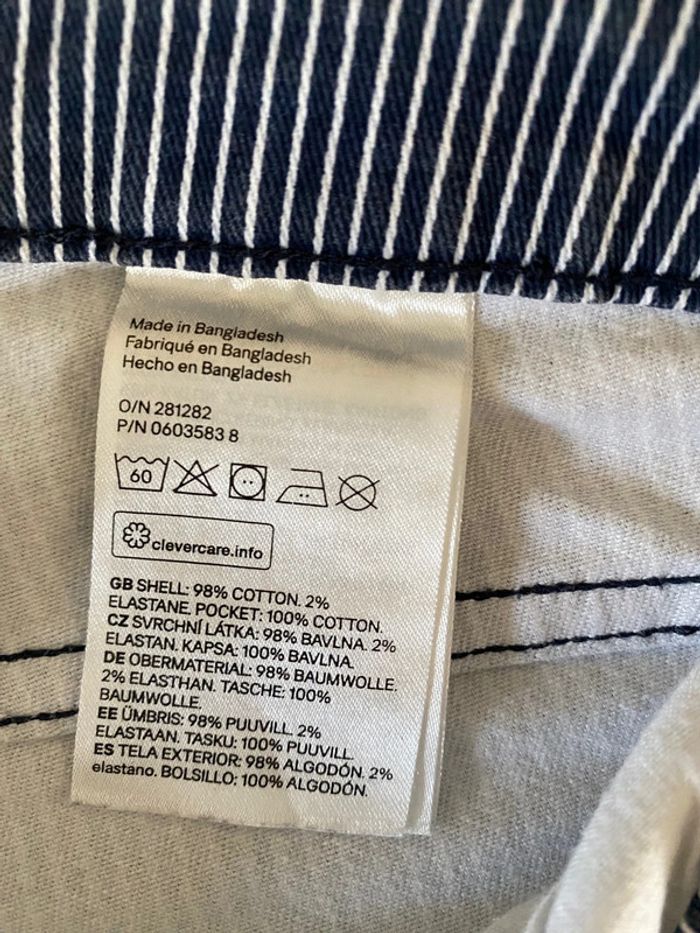 Made in Bangladesh
Fabriqué en Bangladesh
Hecho en Bangladesh
O/N 281282
P/N 0603583 8
60
clevercare.info
GB SHELL: 98% COTTON. 2%
ELASTANE. POCKET: 100% COTTON.
CZ SVRCHNÍ LÁTKA: 98% BAVLNA. 2%
ELASTAN. KAPSA: 100% BAVLNA.
DE OBERMATERIAL: 98% BAUMWOLLE.
2% ELASTHAN. TASCHE: 100%
BAUMWOLLE.
EE ÜMBRIS: 98% PUUVILL. 2%
ELASTAAN. TASKU: 100% PUUVILL.
ES TELA EXTERIOR: 98% ALGODÓN. 2%
elastano. BOLSILLO: 100% ALGODÓN.